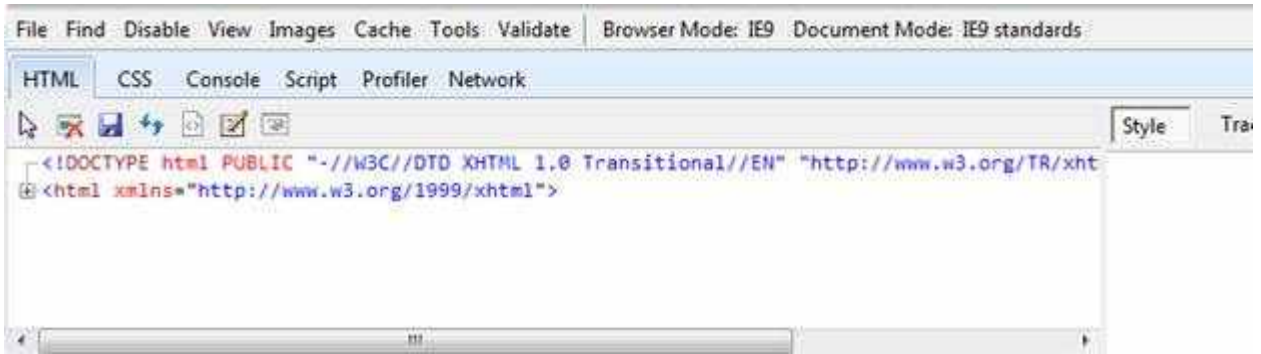 File Find Disable View Images Cache Tools Validate Browser Mode: IE9 Document Mode: IE9 standards
HTML CSS Console Script Profiler Network
Style Tra
<!DOCTYPE html PUBLIC "-//W3C//DTD XHTML 1.0 Transitional//EN" "http://www.w3.org/TR/xht
<html xmlns="http://www.w3.org/1999/xhtml">